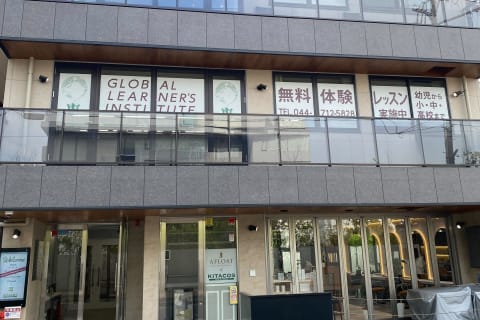 GLOBAL
LEARNER'S
INSTITUTE
無料体験
TEL 044-712-5828
レッスン
実施中
幼児から
小・中・
高校まで
AFLOAT
KITACOS